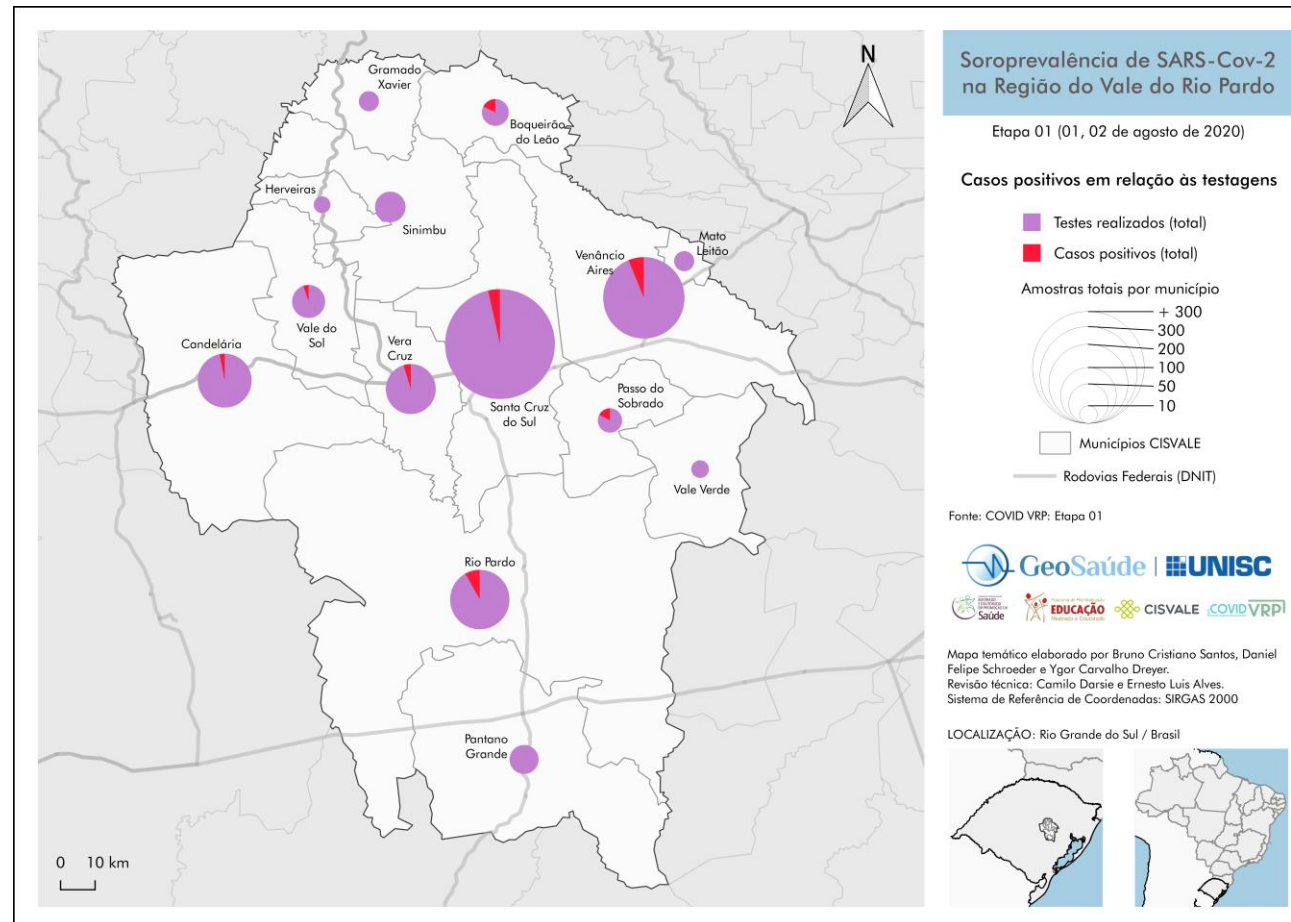 Gramado
Xavier
Boqueirão
do Leão
N
Herveiras
Sinimbu
Mato
Leitão
Venâncio
Aires
Vale do
Sol
Candelária
Vera
Cruz
Santa Cruz
do Sul
Passo do
Sobrado
Vale Verde
Rio Pardo
Pantano
Grande
0 10 km
Soroprevalência de SARS-Cov-2
na Região do Vale do Rio Pardo
Etapa 01 (01, 02 de agosto de 2020)
Casos positivos em relação às testagens
Testes realizados (total)
Casos positivos (total)
Amostras totais por município
+ 300
300
200
100
50
10
Municípios CISVALE
Rodovias Federais (DNIT)
Fonte: COVID VRP: Etapa 01
GeoSaúde | UNISC
Saúde
EDUCAÇÃO
CISVALE
COVID VRP
Mapa temático elaborado por Bruno Cristiano Santos, Daniel
Felipe Schroeder e Ygor Carvalho Dreyer.
Revisão técnica: Camilo Darsie e Ernesto Luis Alves.
Sistema de Referência de Coordenadas: SIRGAS 2000
LOCALIZAÇÃO: Rio Grande do Sul / Brasil